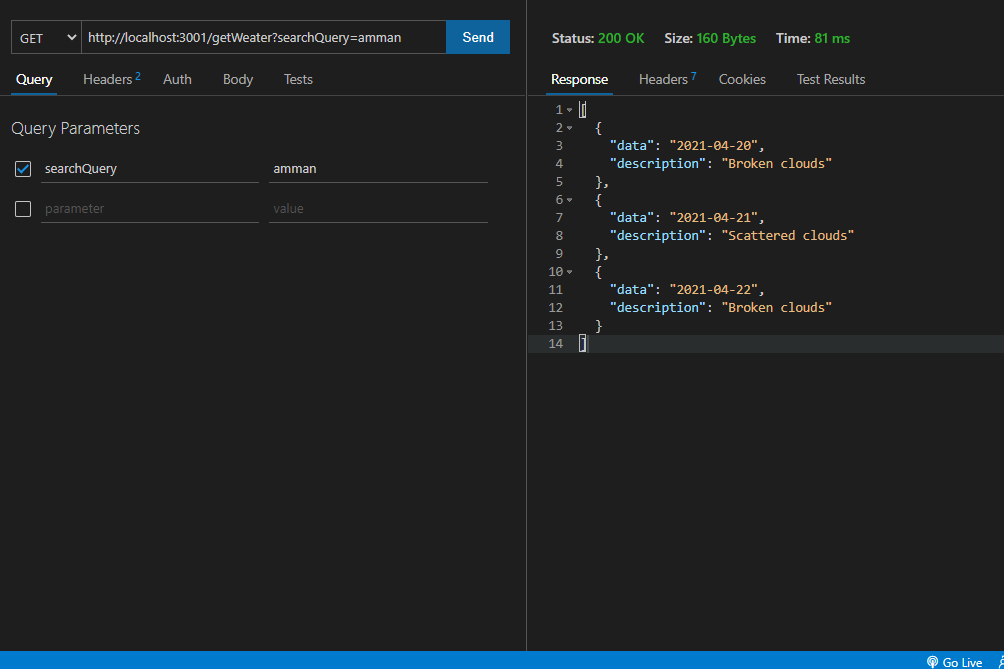 GET http://localhost:3001/getWeater?searchQuery=amman Send
Query Headers 2 Auth Body Tests
Query Parameters
searchQuery amman
parameter value
Status: 200 OK Size: 160 Bytes Time: 81 ms
Response Headers 7 Cookies Test Results
1 [
2 {
3 "data": "2021-04-20",
4 "description": "Broken clouds"
5 },
6 {
7 "data": "2021-04-21",
8 "description": "Scattered clouds"
9 },
10 {
11 "data": "2021-04-22",
12 "description": "Broken clouds"
13 }
14 ]
Go Live